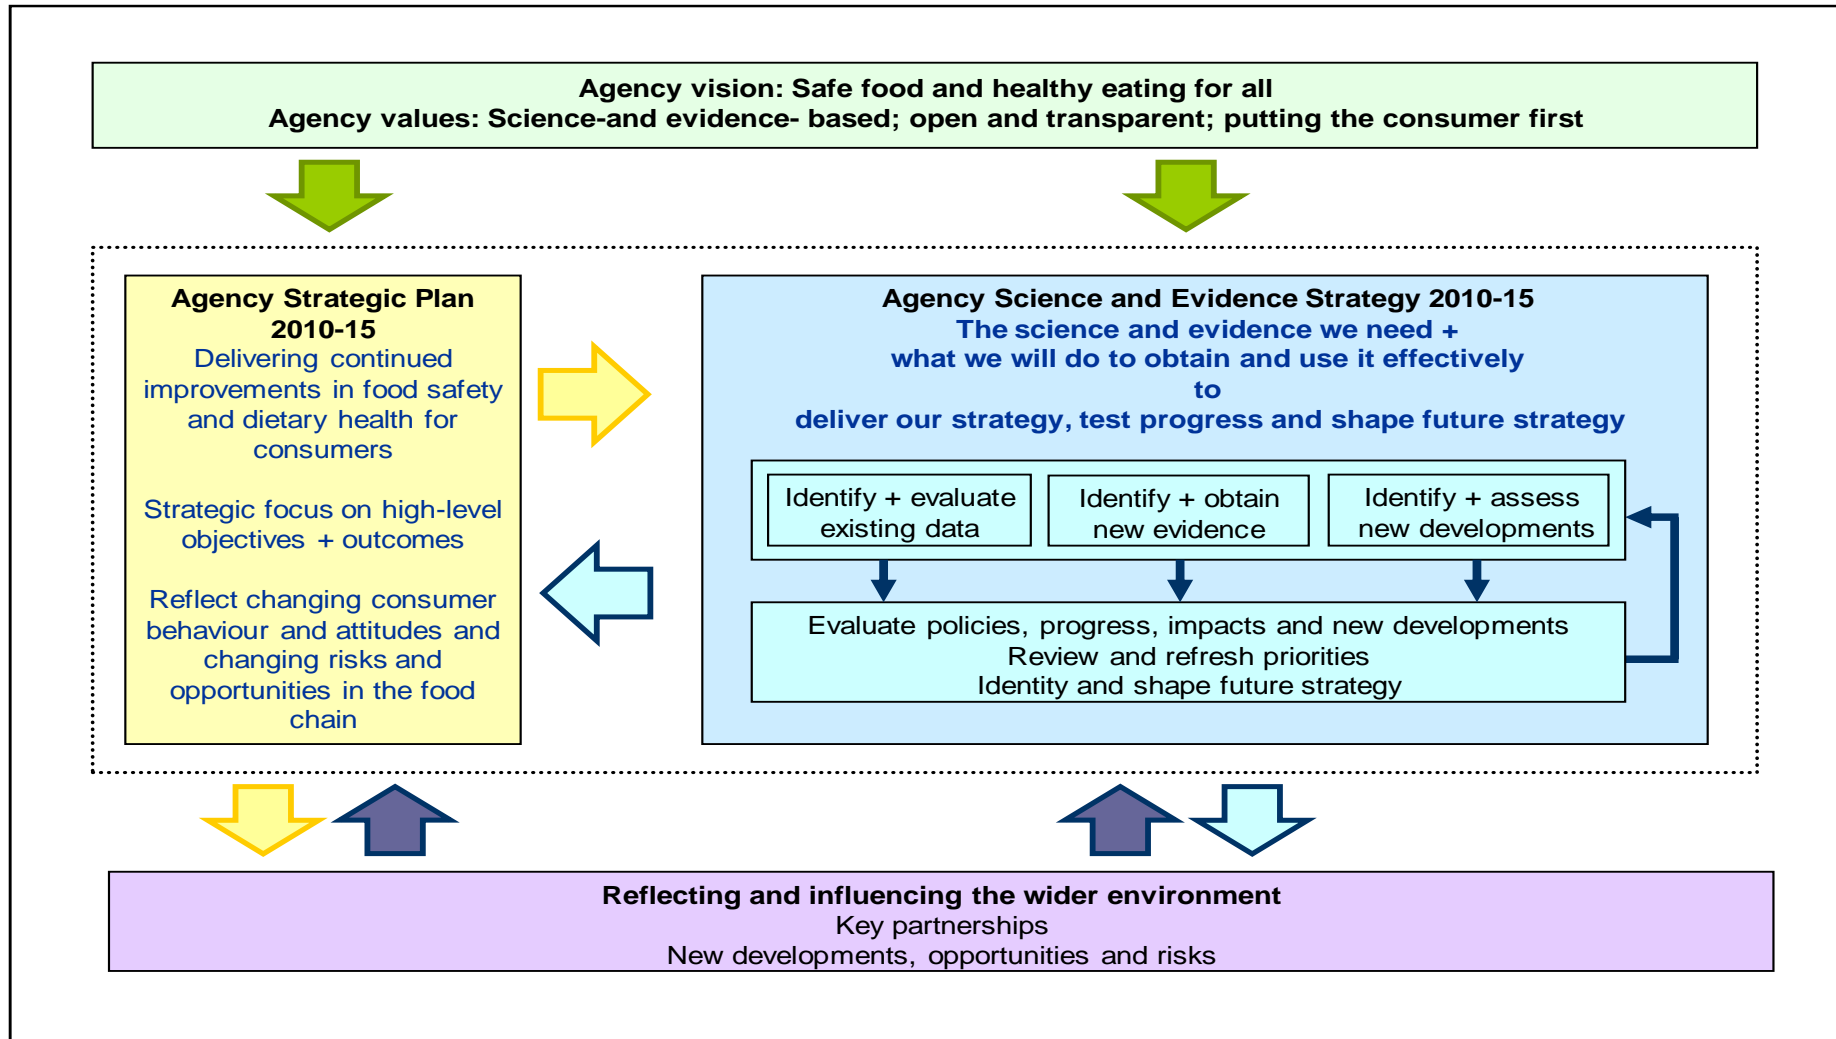 Agency vision: Safe food and healthy eating for all
Agency values: Science-and evidence- based; open and transparent; putting the consumer first
Agency Strategic Plan
2010-15
Delivering continued
improvements in food safety
and dietary health for
consumers
Strategic focus on high-level
objectives + outcomes
Reflect changing consumer
behaviour and attitudes and
changing risks and
opportunities in the food
chain
Agency Science and Evidence Strategy 2010-15
The science and evidence we need +
what we will do to obtain and use it effectively
to
deliver our strategy, test progress and shape future strategy
Identify + evaluate
existing data
Identify + obtain
new evidence
Identify + assess
new developments
Evaluate policies, progress, impacts and new developments
Review and refresh priorities
Identity and shape future strategy
Reflecting and influencing the wider environment
Key partnerships
New developments, opportunities and risks